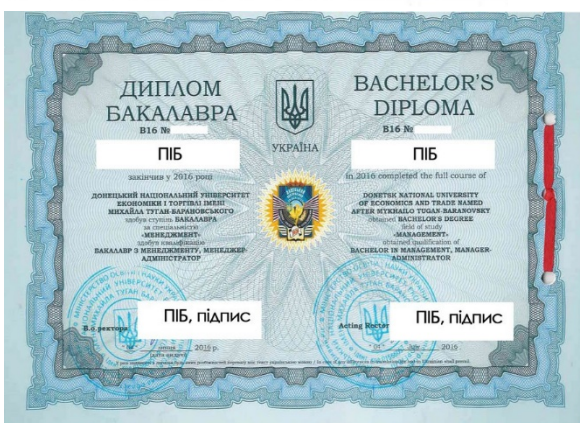 ДИПЛОМ
БАКАЛАВРА
В16 №
ПІБ
закінчив у 2016 році
ДОНЕЦЬКИЙ НАЦІОНАЛЬНИЙ УНІВЕРСИТЕТ
ЕКОНОМІКИ І ТОРГІВЛІ ІМЕНІ
МИХАЙЛА ТУГАН-БАРАНОВСЬКОГО
здобув ступінь БАКАЛАВРА
за спеціальністю
«МЕНЕДЖМЕНТ»
здобув кваліфікацію
БАКАЛАВР З МЕНЕДЖМЕНТУ, МЕНЕДЖЕР-
АДМІНІСТРАТОР
В.о.ректора
ПІБ, підпис
2016 р.
УКРАЇНА
BACHELOR'S
DIPLOMA
B16 №
ПІБ
in 2016 completed the full course of
DONETSK NATIONAL UNIVERSITY
OF ECONOMICS AND TRADE NAMED
AFTER MYKHAILO TUGAN-BARANOVSKY
obtained BACHELOR'S DEGREE
field of study
«MANAGEMENT»
obtained qualification of
BACHELOR IN MANAGEMENT, MANAGER-
ADMINISTRATOR
Acting Rector
ПІБ, підпис
2016